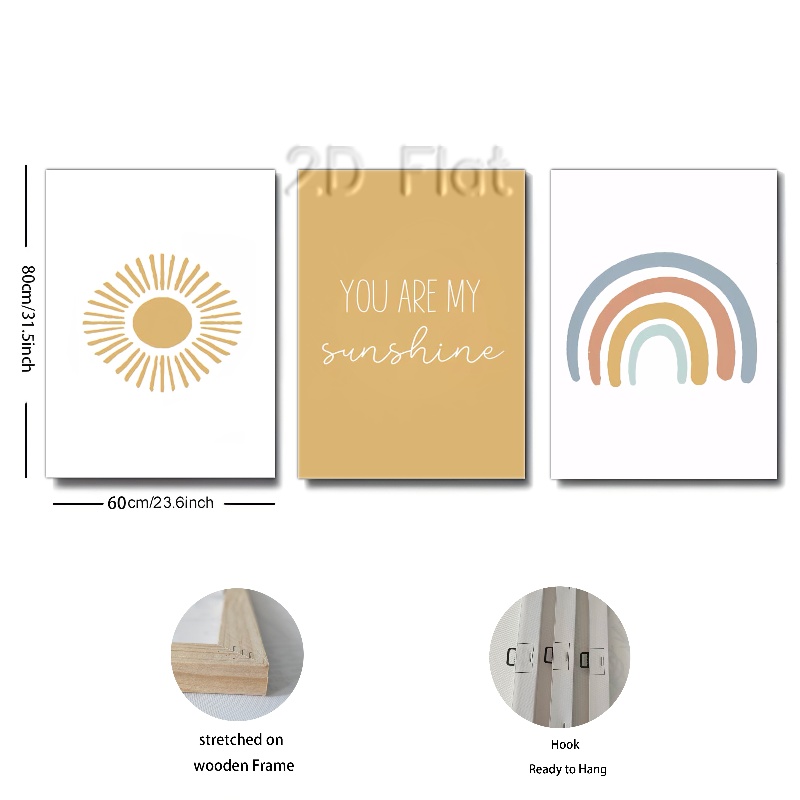 2D Flat
80cm/31.5inch
YOU ARE MY
sunshine
60cm/23.6inch
stretched on
wooden Frame
Hook
Ready to Hang